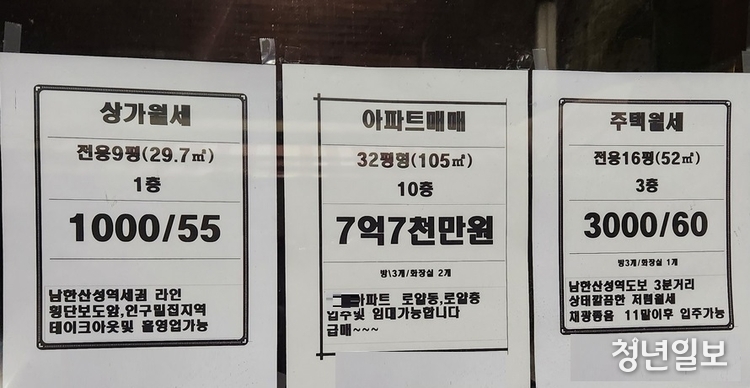 상가월세
전용9평(29.7㎡)
1층
1000/55
남한산성역세권 라인
횡단보도앞,인구밀집지역
테이크아웃및 홀영업가능
아파트매매
32평형(105㎡)
10층
7억7천만원
방\3개/화장실 2개
아파트 로얄동,로얄층
입주및 임대가능합니다
급매~~~
주택월세
전용16평(52㎡)
3층
3000/60
방3개/화장실 1개
남한산성역도보 3분거리
상태깔끔한 저렴월세
채광좋음 11말이후 입주가능
청년일보